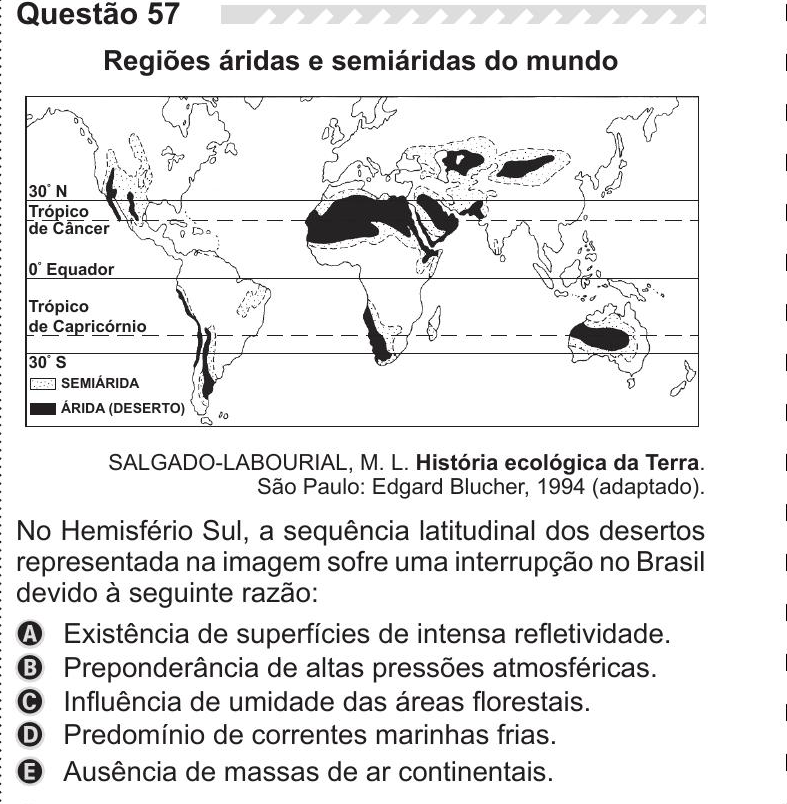 Questão 57
Regiões áridas e semiáridas do mundo
30° N
Trópico
de Câncer
0° Equador
Trópico
de Capricórnio
30° S
SEMIÁRIDA
ÁRIDA (DESERTO)
SALGADO-LABOURIAL, M. L. História ecológica da Terra.
São Paulo: Edgard Blucher, 1994 (adaptado).
No Hemisfério Sul, a sequência latitudinal dos desertos
representada na imagem sofre uma interrupção no Brasil
devido à seguinte razão:
A Existência de superfícies de intensa refletividade.
B Preponderância de altas pressões atmosféricas.
C Influência de umidade das áreas florestais.
D Predomínio de correntes marinhas frias.
E Ausência de massas de ar continentais.